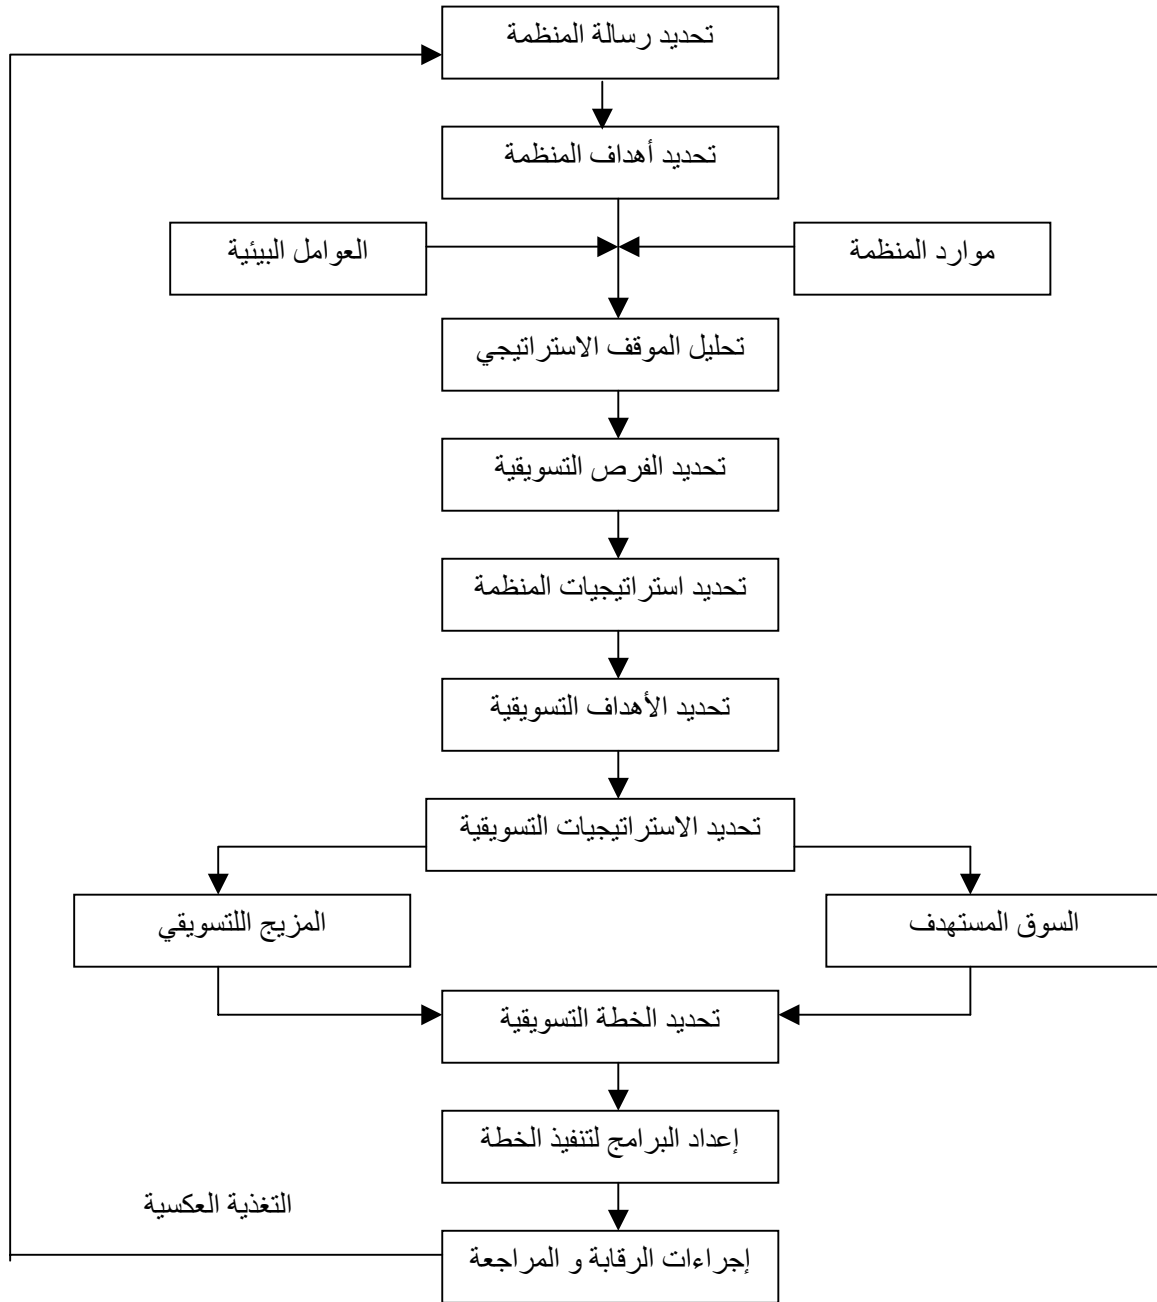 تحديد رسالة المنظمة
تحديد أهداف المنظمة
موارد المنظمة
العوامل البيئية
تحليل الموقف الاستراتيجي
تحديد الفرص التسويقية
تحديد استراتيجيات المنظمة
تحديد الأهداف التسويقية
تحديد الاستراتيجيات التسويقية
السوق المستهدف
المزيج اللتسويقي
تحديد الخطة التسويقية
إعداد البرامج لتنفيذ الخطة
التغذية العكسية
إجراءات الرقابة و المراجعة